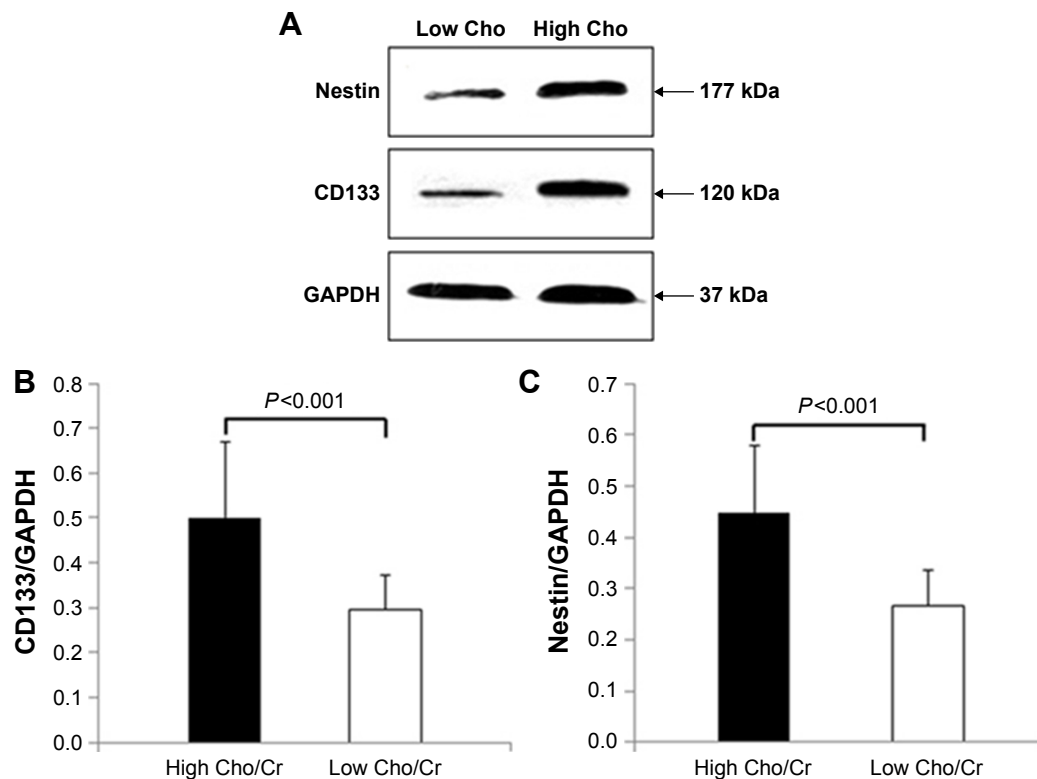 A
Low Cho High Cho
Nestin 177 kDa
CD133 120 kDa
GAPDH 37 kDa
B
0.8
0.7
0.6
0.5
0.4
0.3
0.2
0.1
0.0
CD133/GAPDH
P<0.001
High Cho/Cr Low Cho/Cr
C
0.7
0.6
0.5
0.4
0.3
0.2
0.1
0.0
Nestin/GAPDH
P<0.001
High Cho/Cr Low Cho/Cr